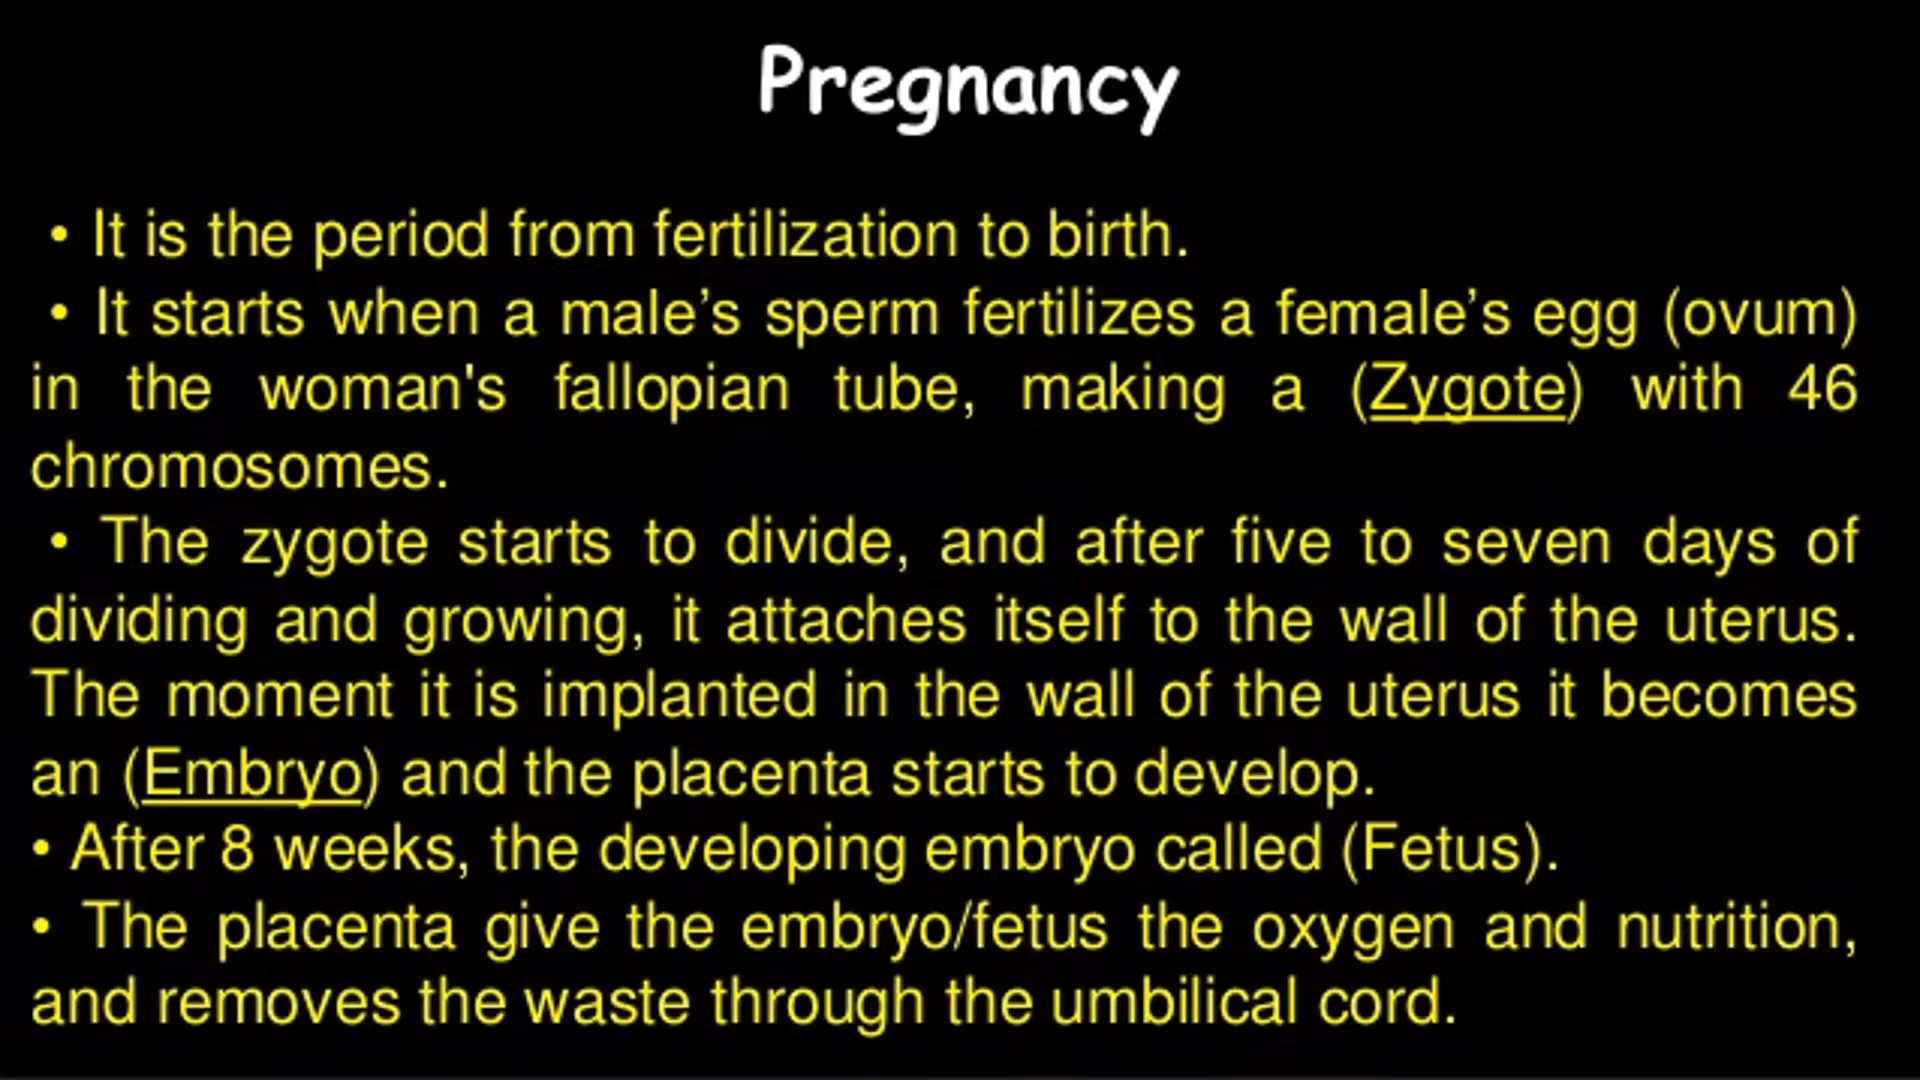 Pregnancy
• It is the period from fertilization to birth.
• It starts when a male’s sperm fertilizes a female’s egg (ovum)
in the woman's fallopian tube, making a (Zygote) with 46
chromosomes.
• The zygote starts to divide, and after five to seven days of
dividing and growing, it attaches itself to the wall of the uterus.
The moment it is implanted in the wall of the uterus it becomes
an (Embryo) and the placenta starts to develop.
• After 8 weeks, the developing embryo called (Fetus).
• The placenta give the embryo/fetus the oxygen and nutrition,
and removes the waste through the umbilical cord.